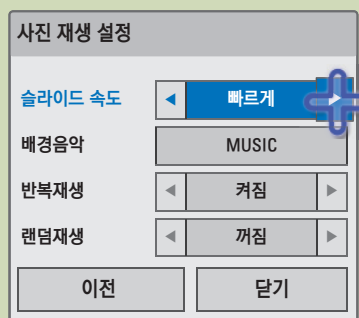 사진 재생 설정
슬라이드 속도 ◀ 빠르게 ▶
배경음악 MUSIC
반복재생 ◀ 켜짐 ▶
랜덤재생 ◀ 꺼짐 ▶
이전 닫기